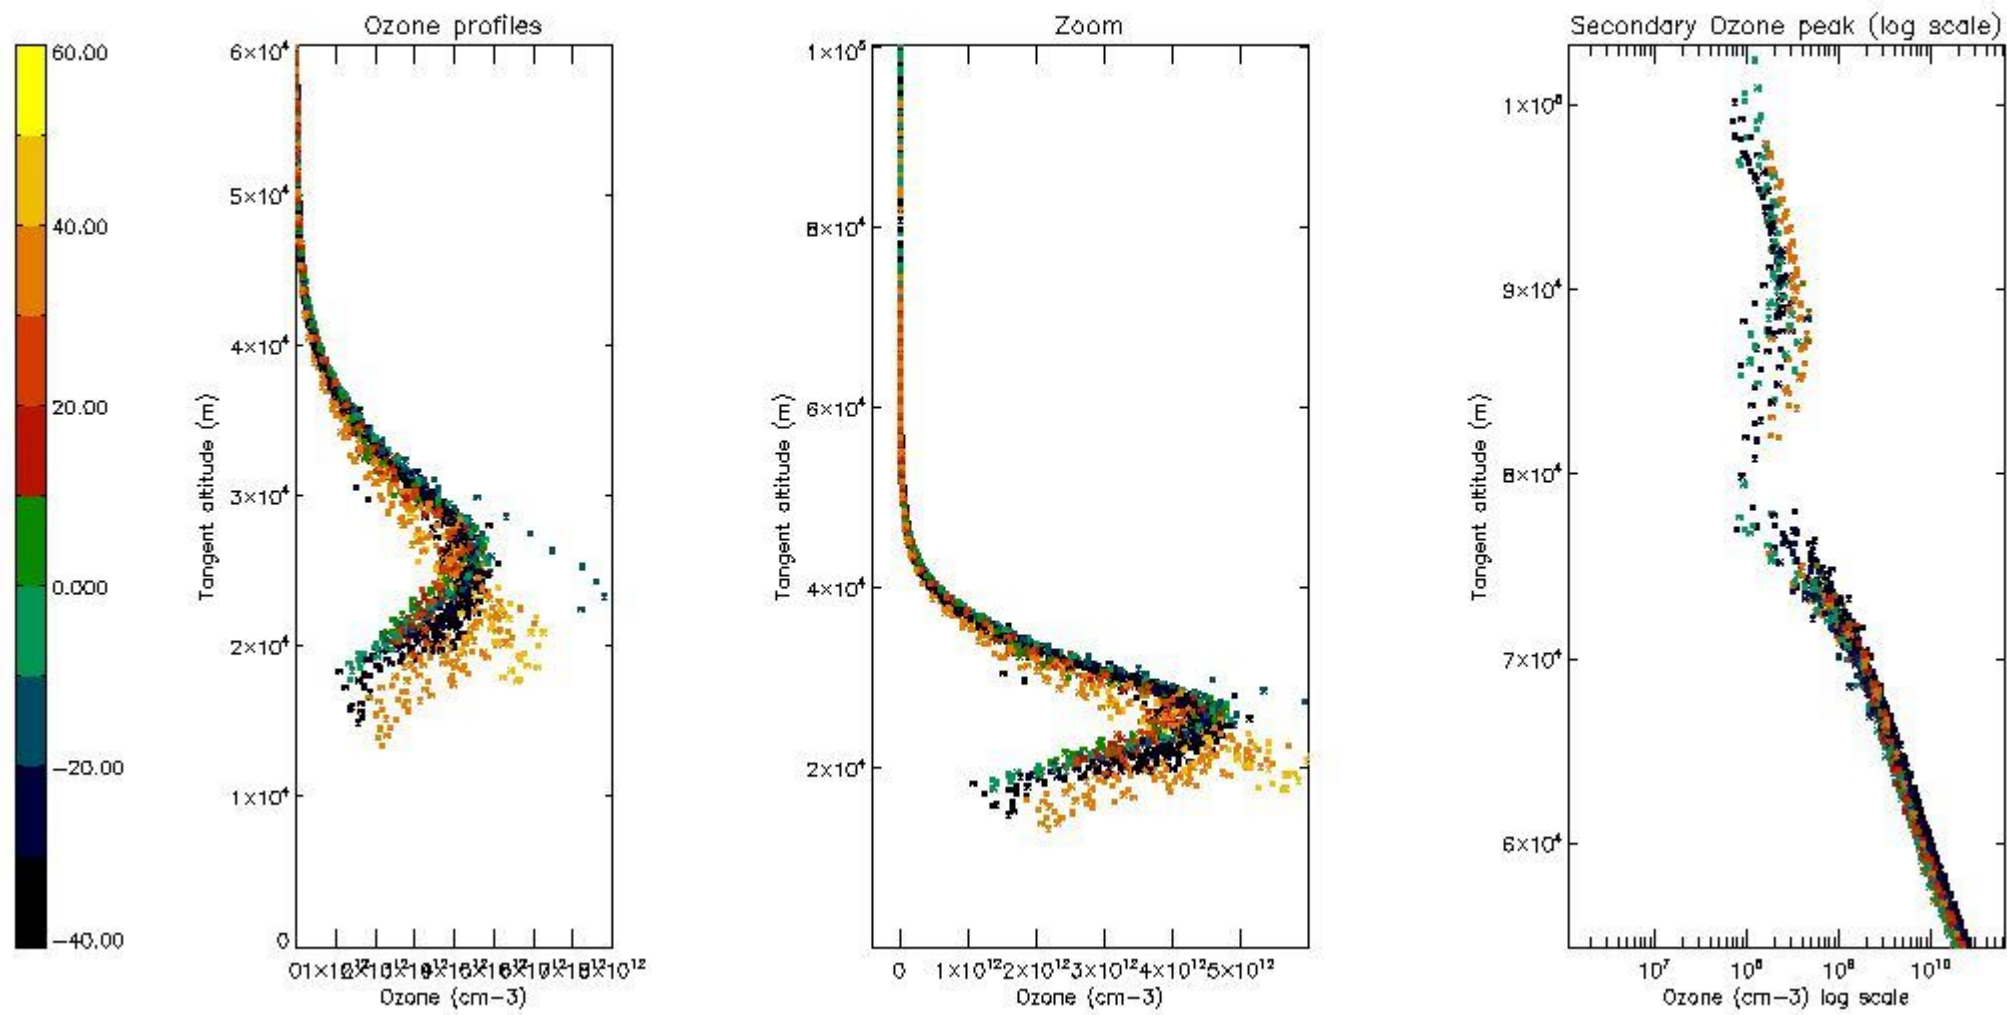 Ozone profiles
Zoom
Secondary Ozone peak (log scale)
60.00
40.00
20.00
0.000
−20.00
−40.00
6×10⁴
5×10⁴
4×10⁴
3×10⁴
2×10⁴
1×10⁴
0
Tangent altitude (m)
Ozone (cm−3)
1×10⁵
8×10⁴
6×10⁴
4×10⁴
2×10⁴
Tangent altitude (m)
0 1×10¹² 2×10¹² 3×10¹² 4×10¹² 5×10¹²
Ozone (cm−3)
9×10⁴
8×10⁴
7×10⁴
6×10⁴
Tangent altitude (m)
10⁷ 10⁸ 10⁹ 10¹⁰
Ozone (cm−3) log scale